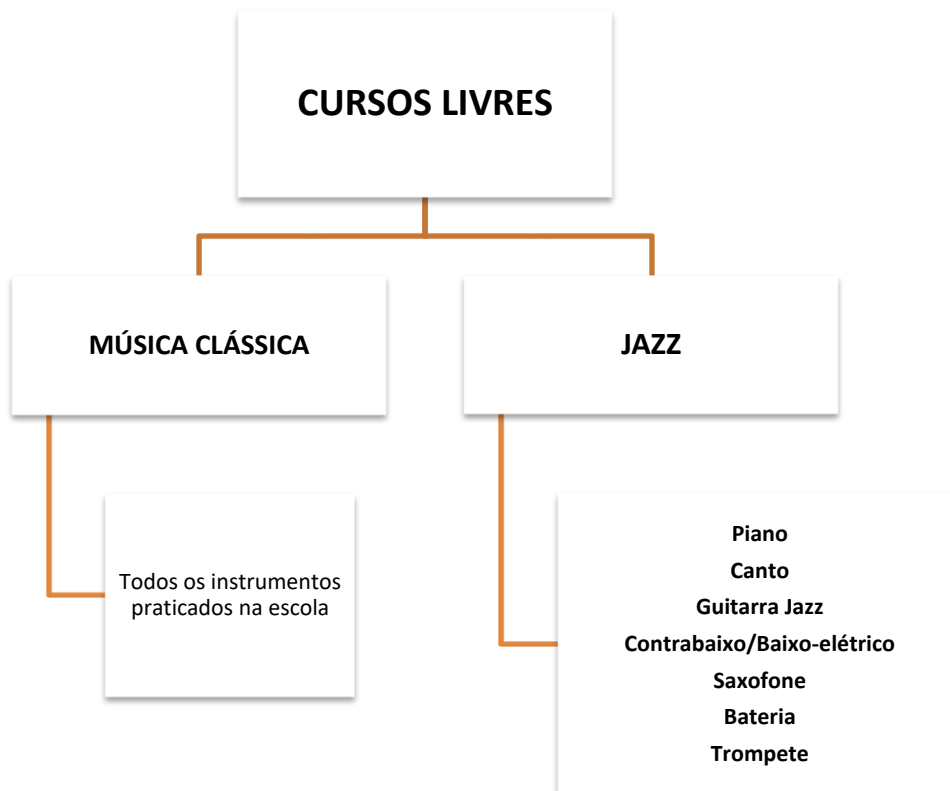 CURSOS LIVRES
MÚSICA CLÁSSICA
JAZZ
Todos os instrumentos
praticados na escola
Piano
Canto
Guitarra Jazz
Contrabaixo/Baixo-elétrico
Saxofone
Bateria
Trompete